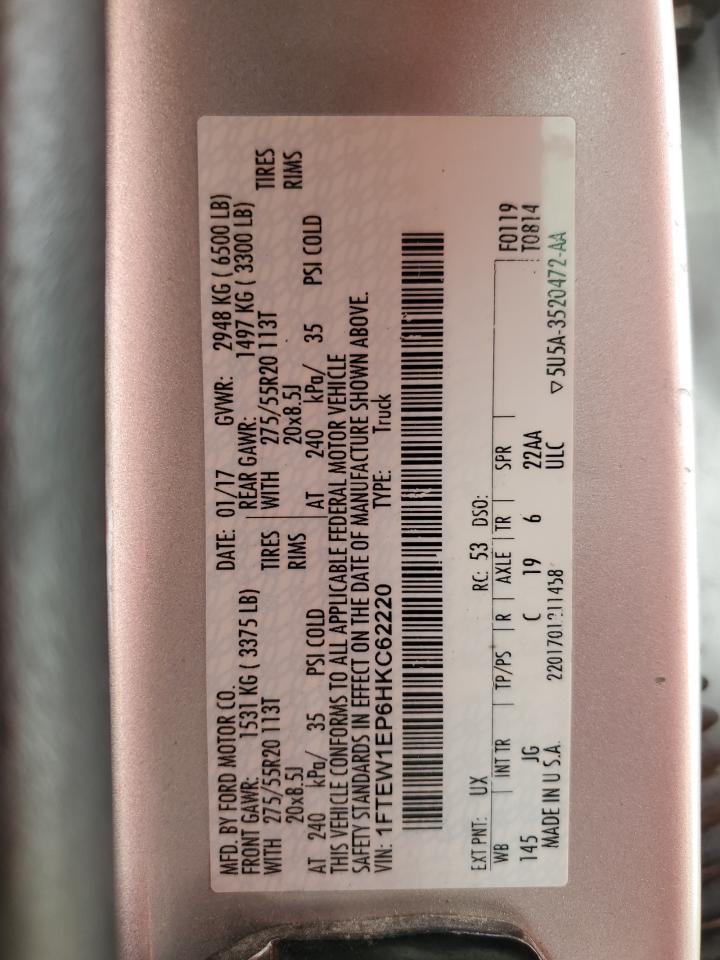 MFD. BY FORD MOTOR CO. DATE: 01/17 GVWR: 2948 KG ( 6500 LB)
FRONT GAWR: 1531 KG ( 3375 LB) REAR GAWR: 1497 KG ( 3300 LB)
WITH 275/55R20 113T TIRES WITH 275/55R20 113T TIRES
20x8.5J RIMS 20x8.5J RIMS
AT 240 kPa/ 35 PSI COLD AT 240 kPa/ 35 PSI COLD
THIS VEHICLE CONFORMS TO ALL APPLICABLE FEDERAL MOTOR VEHICLE
SAFETY STANDARDS IN EFFECT ON THE DATE OF MANUFACTURE SHOWN ABOVE.
VIN: 1FTEW1EP6HKC62220 TYPE: Truck
EXT PNT: UX RC: 53 DSO:
WB INT TR TP/PS R AXLE TR SPR F0119
145 JG C 19 6 22AA T0814
MADE IN U.S.A. ULC
▽5U5A-3520472-AA